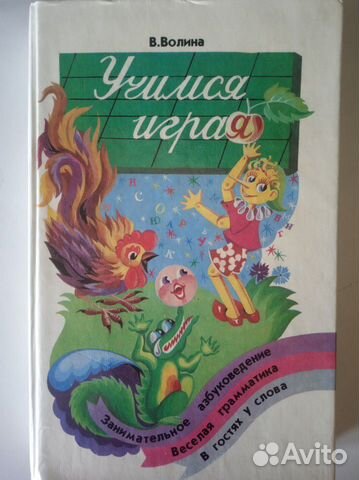 В.Волина
Учимся
играя
Занимательное азбуковедение
Веселая грамматика
В гостях у слова
Avito